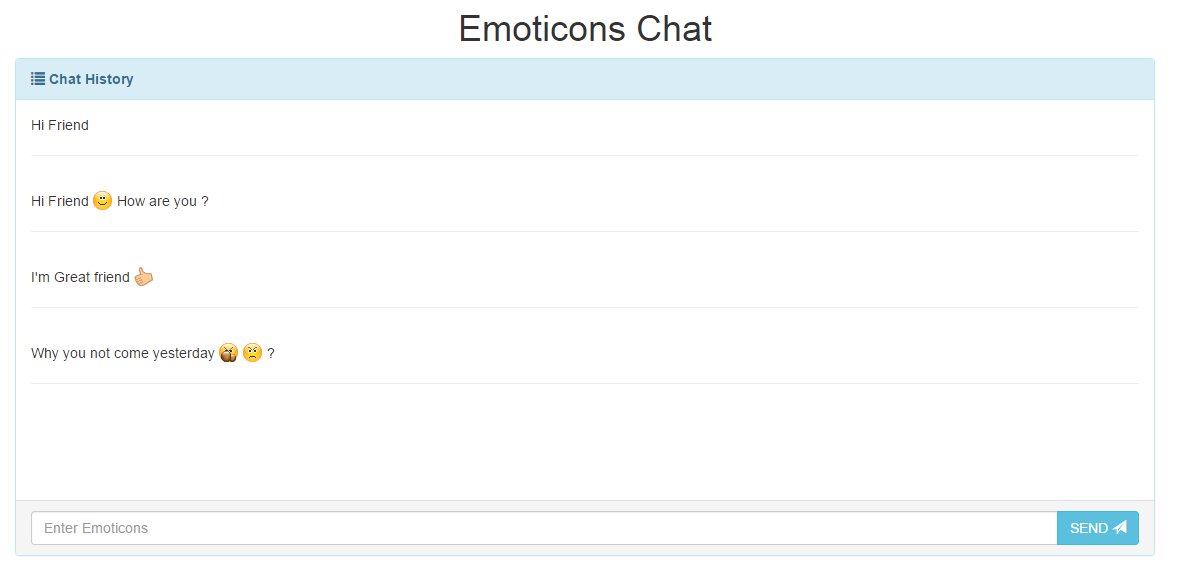 Emoticons Chat
Chat History
Hi Friend
Hi Friend How are you ?
I'm Great friend
Why you not come yesterday ?
Enter Emoticons
SEND